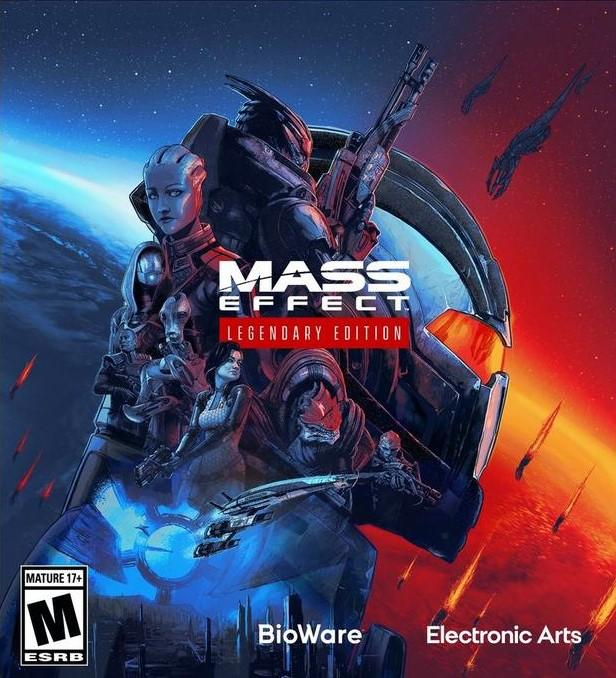 MASS
EFFECT
LEGENDARY EDITION
MATURE 17+
M
ESRB
BioWare
Electronic Arts